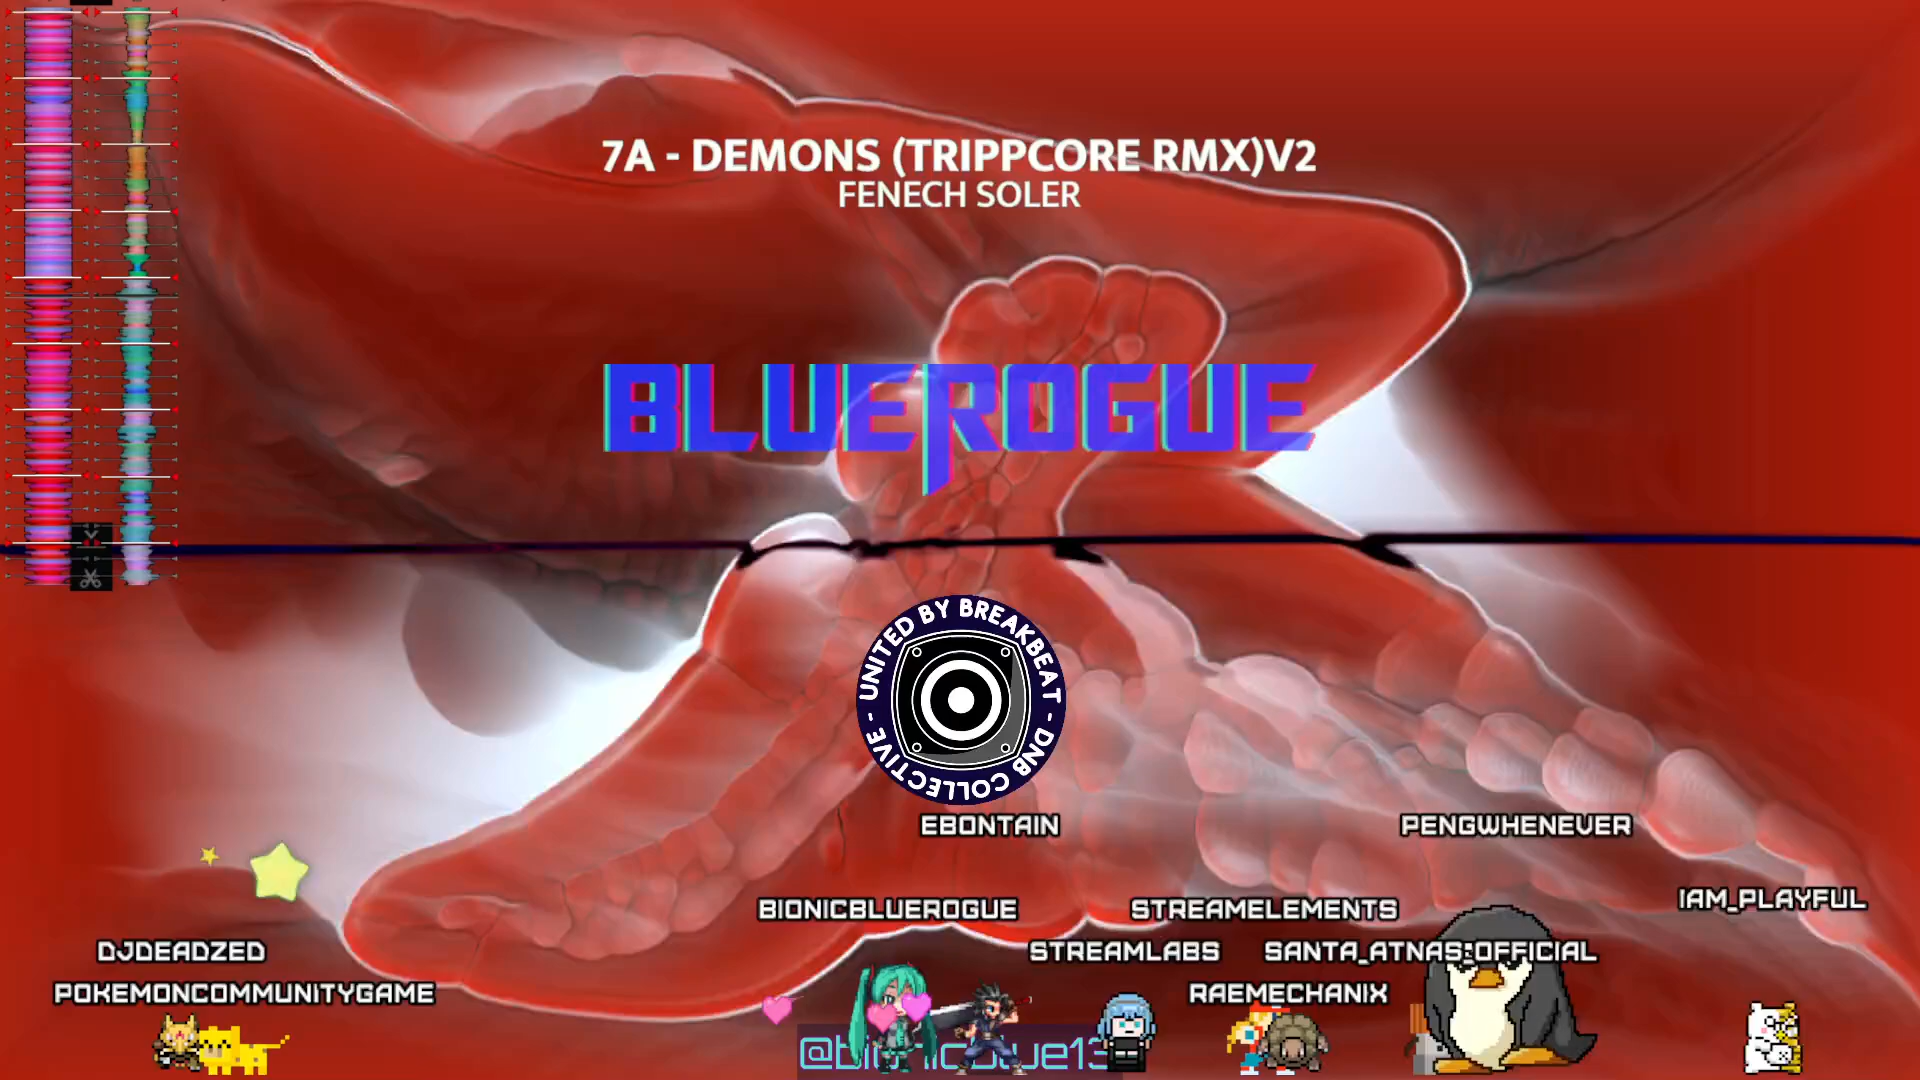 7A - DEMONS (TRIPPCORE RMX)V2
FENECH SOLER
BLUEROGUE
UNITED BY BREAKBEAT - DNB COLLECTIVE -
EBONTAIN
PENGWHENEVER
IAM_PLAYFUL
BIONICBLUEROGUE
STREAMELEMENTS
DJDEADZED
STREAMLABS
SANTA_ATNAS_OFFICIAL
POKEMONCOMMUNITYGAME
RAEMECHANIX
@bionicblue13